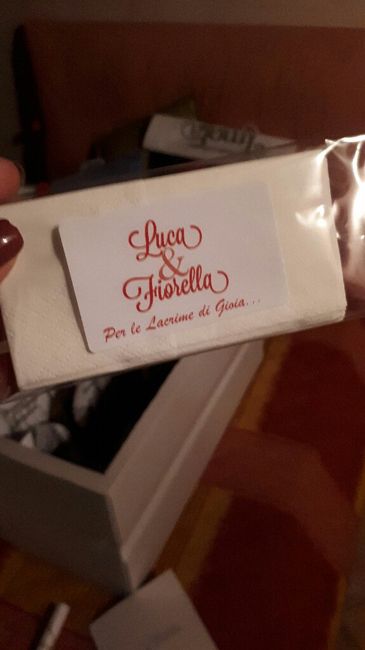 Luca
&
Fiorella
Per le Lacrime di Gioia...